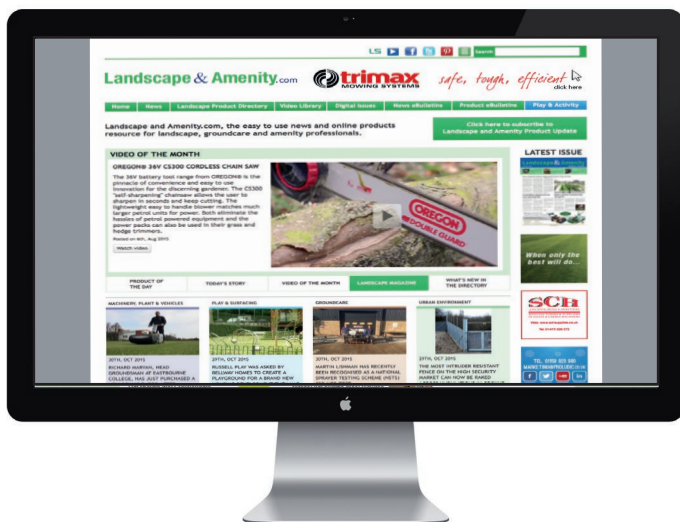 LS
Search
Landscape & Amenity.com
trimax
MOWING SYSTEMS
safe, tough, efficient
click here
Home
News
Landscape Product Directory
Video Library
Digital Issues
News eBulletins
Product eBulletins
Play & Activity
Landscape and Amenity.com, the easy to use news and online products
resource for landscape, groundcare and amenity professionals.
Click here to subscribe to
Landscape and Amenity Product Update
VIDEO OF THE MONTH
OREGON® 36V CS300 CORDLESS CHAIN SAW
The 36V battery tool range from OREGON® is the
pinnacle of convenience and easy to use
innovation for the discerning gardener. The CS300
"self-sharpening" chainsaw allows the user to
sharpen in seconds and keep cutting. The
lightweight easy to handle blower matches much
larger petrol units for power. Both eliminate the
hassles of petrol powered equipment and the
power packs can also be used in their grass and
hedge trimmers.
Posted on 6th, Aug 2015
Watch video
OREGON
DOUBLE GUARD
LATEST ISSUE
Landscape & Amenity
When only the
best will do...
PRODUCT OF
THE DAY
TODAY'S STORY
VIDEO OF THE MONTH
LANDSCAPE MAGAZINE
WHAT'S NEW IN
THE DIRECTORY
SCH
MACHINERY, PLANT & VEHICLES
30TH, OCT 2015
RICHARD MARYAN, HEAD
GROUNDSMAN AT EASTBOURNE
COLLEGE, HAS JUST PURCHASED A
PLAY & SURFACING
29TH, OCT 2015
RUSSELL PLAY WAS ASKED BY
BELLWAY HOMES TO CREATE A
PLAYGROUND FOR A BRAND NEW
GROUNDCARE
30TH, OCT 2015
MARTIN LISHMAN HAS RECENTLY
BEEN RECOGNISED AS A NATIONAL
SPRAYER TESTING SCHEME (NSTS)
URBAN ENVIRONMENT
29TH, OCT 2015
THE MOST INTRUDER RESISTANT
FENCE ON THE HIGH SECURITY
MARKET CAN NOW BE RAKED